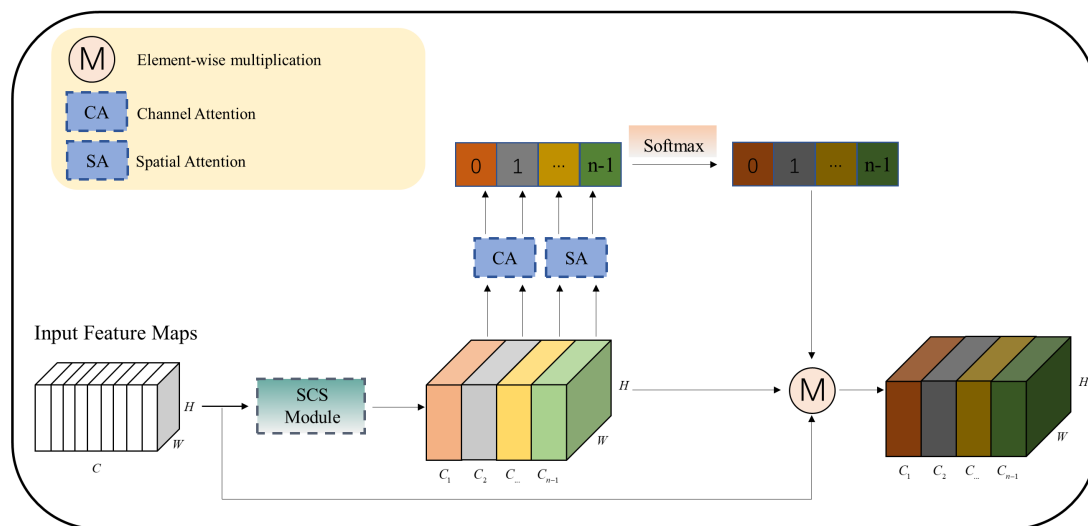 M Element-wise multiplication
CA Channel Attention
SA Spatial Attention
0 1 ... n-1
Softmax
0 1 ... n-1
CA SA
Input Feature Maps
SCS
Module
H
W
C
H
W
C₁ C₂ C... Cₙ₋₁
M
H
W
C₁ C₂ C... Cₙ₋₁